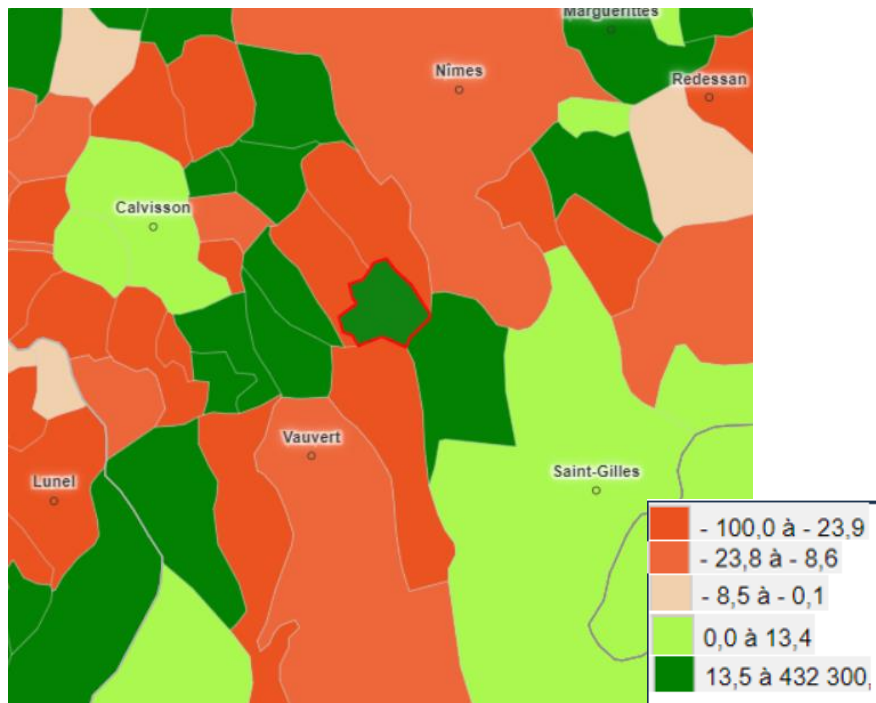 Marguerittes
Nîmes
Redessan
Calvisson
Vauvert
Saint-Gilles
Lunel
- 100,0 à - 23,9
- 23,8 à - 8,6
- 8,5 à - 0,1
0,0 à 13,4
13,5 à 432 300,